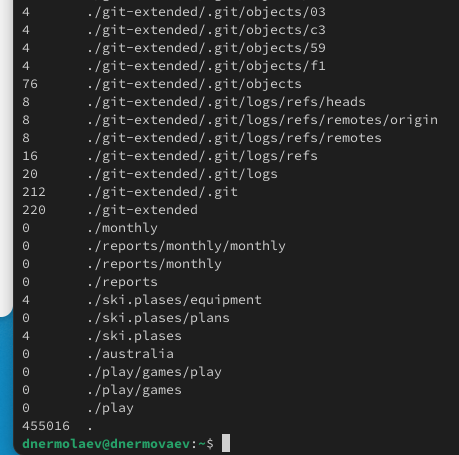 4 ./git-extended/.git/objects/03
4 ./git-extended/.git/objects/c3
4 ./git-extended/.git/objects/59
4 ./git-extended/.git/objects/f1
76 ./git-extended/.git/objects
8 ./git-extended/.git/logs/refs/heads
8 ./git-extended/.git/logs/refs/remotes/origin
8 ./git-extended/.git/logs/refs/remotes
16 ./git-extended/.git/logs/refs
20 ./git-extended/.git/logs
212 ./git-extended/.git
220 ./git-extended
0 ./monthly
0 ./reports/monthly/monthly
0 ./reports/monthly
0 ./reports
4 ./ski.plases/equipment
0 ./ski.plases/plans
4 ./ski.plases
0 ./australia
0 ./play/games/play
0 ./play/games
0 ./play
455016 .
dnermolaev@dnermovaev:~$